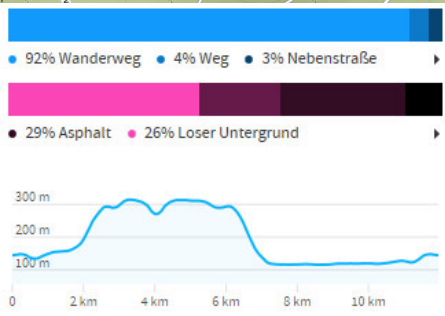 92% Wanderweg 4% Weg 3% Nebenstraße
29% Asphalt 26% Loser Untergrund
300 m
200 m
100 m
0 2 km 4 km 6 km 8 km 10 km